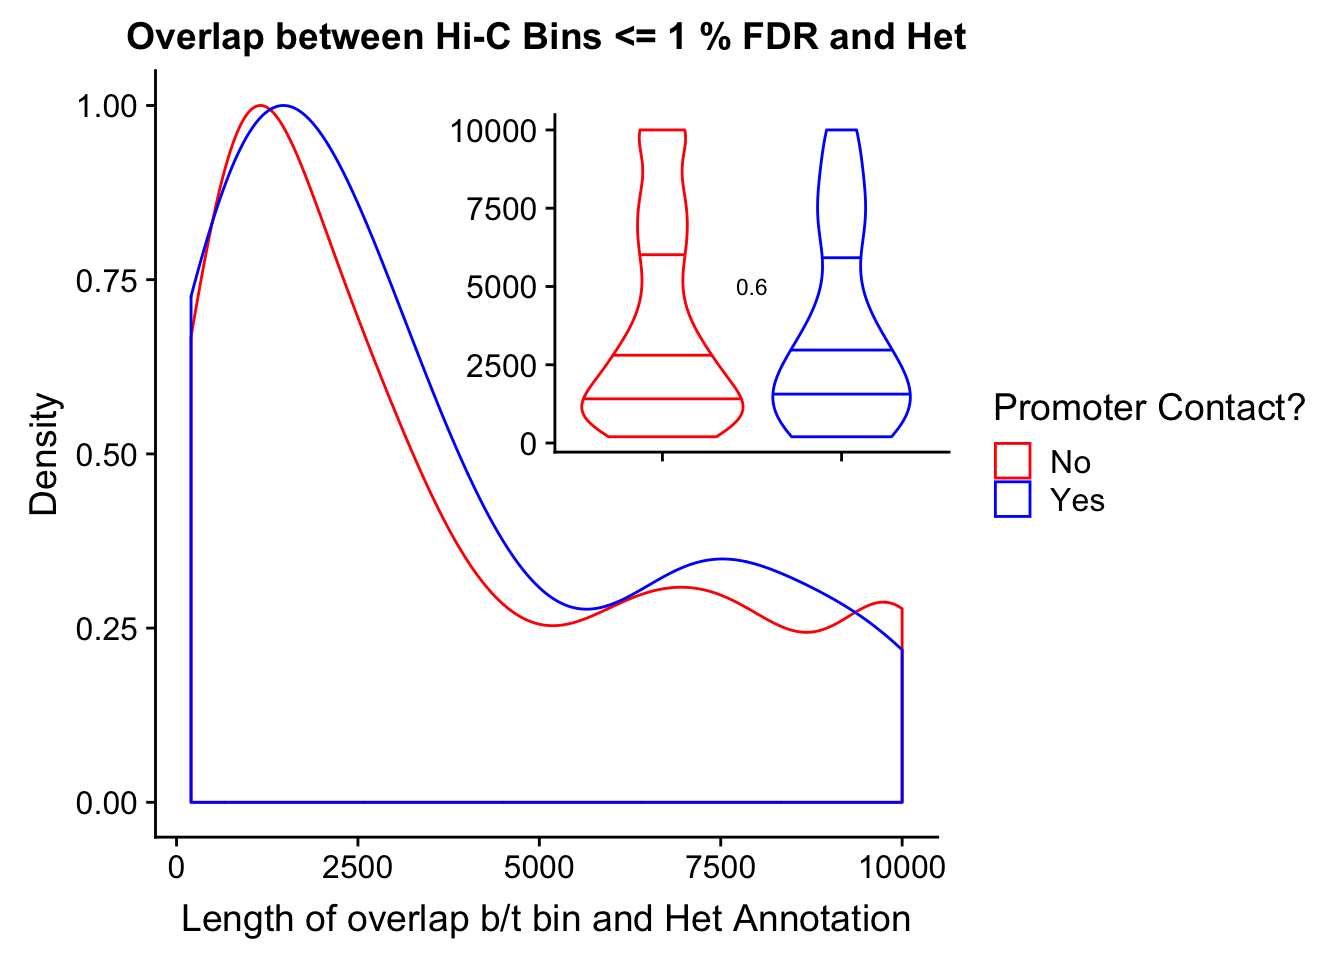 Overlap between Hi-C Bins <= 1 % FDR and Het
Density
1.00
0.75
0.50
0.25
0.00
0
2500
5000
7500
10000
Length of overlap b/t bin and Het Annotation
10000
7500
5000
2500
0
0.6
Promoter Contact?
No
Yes